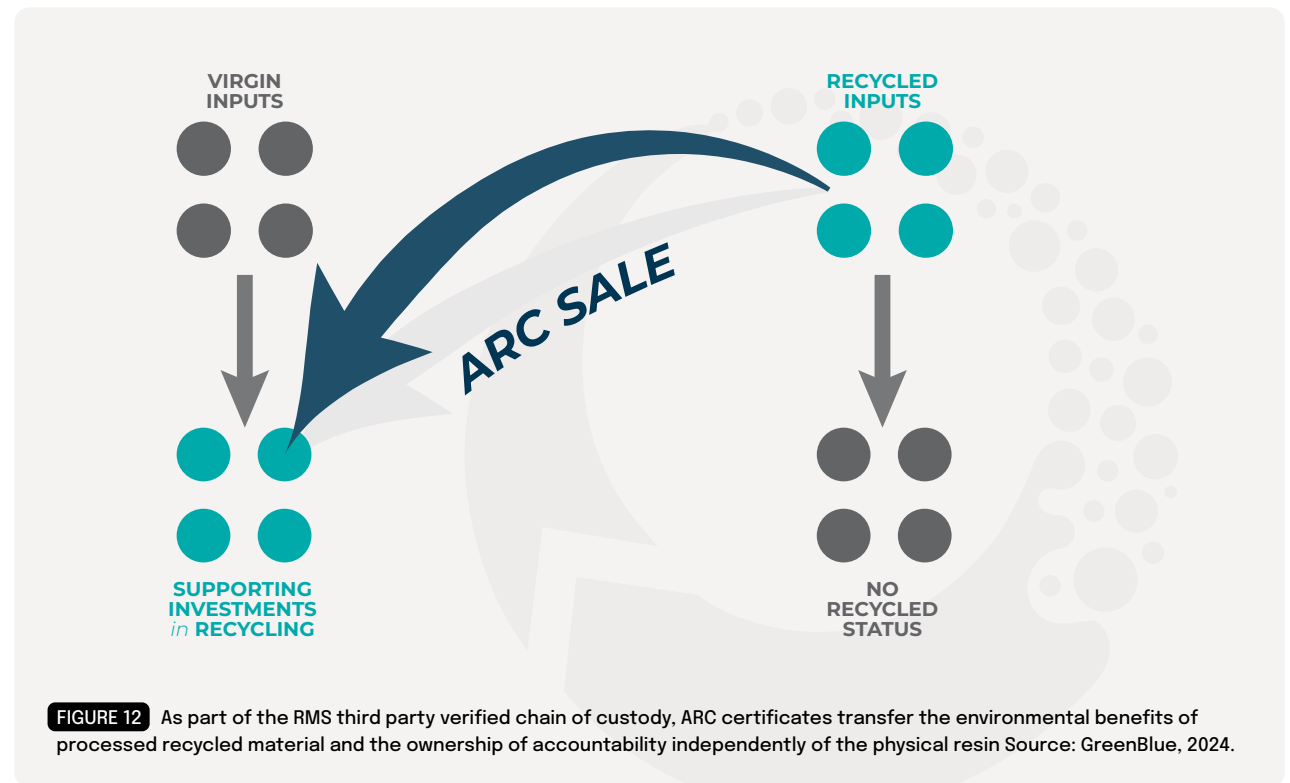 VIRGIN
INPUTS
RECYCLED
INPUTS
ARC SALE
SUPPORTING
INVESTMENTS
in RECYCLING
NO
RECYCLED
STATUS
FIGURE 12 As part of the RMS third party verified chain of custody, ARC certificates transfer the environmental benefits of
processed recycled material and the ownership of accountability independently of the physical resin Source: GreenBlue, 2024.